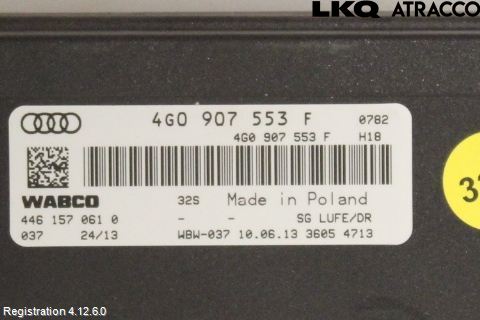 LKQ ATRACCO
4G0 907 553 F 0782
4G0 907 553 F H18
WABCO 32S Made in Poland
446 157 061 0 - - SG LUFE/DR
037 24/13 WBW-037 10.06.13 3605 4713
Registration 4.12.6.0